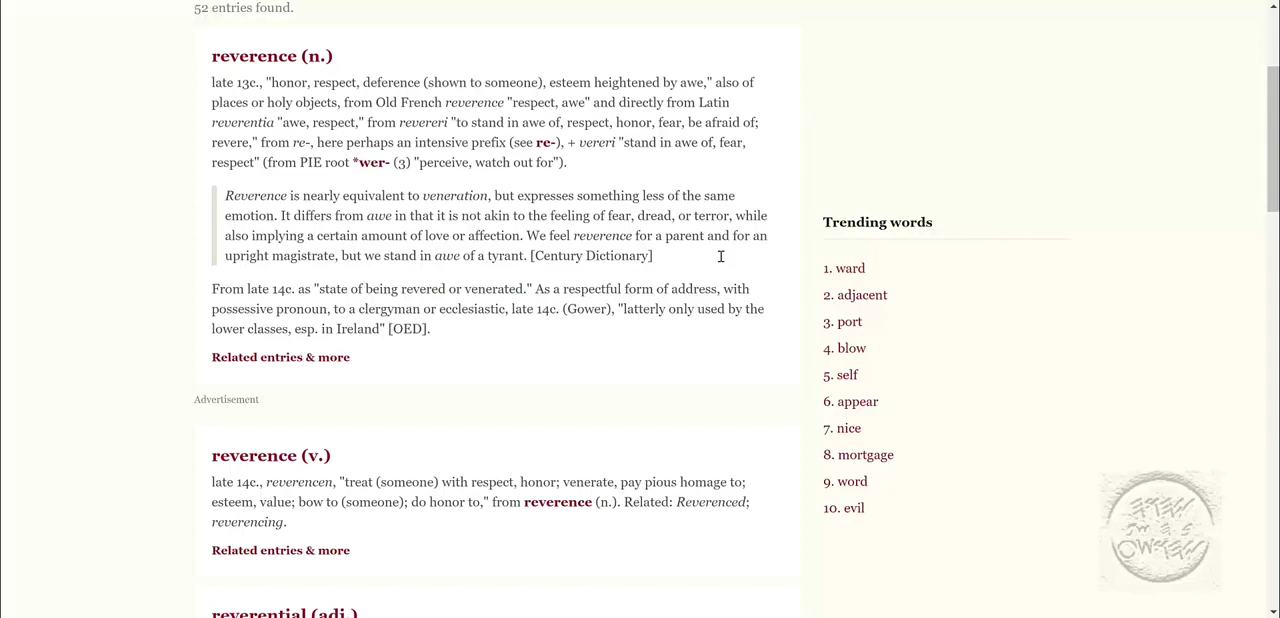 52 entries found.
reverence (n.)
late 13c., "honor, respect, deference (shown to someone), esteem heightened by awe," also of
places or holy objects, from Old French reverence "respect, awe" and directly from Latin
reverentia "awe, respect," from revereri "to stand in awe of, respect, honor, fear, be afraid of;
revere," from re-, here perhaps an intensive prefix (see re-), + vereri "stand in awe of, fear,
respect" (from PIE root *wer- (3) "perceive, watch out for").
Reverence is nearly equivalent to veneration, but expresses something less of the same
emotion. It differs from awe in that it is not akin to the feeling of fear, dread, or terror, while
also implying a certain amount of love or affection. We feel reverence for a parent and for an
upright magistrate, but we stand in awe of a tyrant. [Century Dictionary]
From late 14c. as "state of being revered or venerated." As a respectful form of address, with
possessive pronoun, to a clergyman or ecclesiastic, late 14c. (Gower), "latterly only used by the
lower classes, esp. in Ireland" [OED].
Related entries & more
Advertisement
reverence (v.)
late 14c., reverencen, "treat (someone) with respect, honor; venerate, pay pious homage to;
esteem, value; bow to (someone); do honor to," from reverence (n.). Related: Reverenced;
reverencing.
Related entries & more
reverential (adj.)
Trending words
1. ward
2. adjacent
3. port
4. blow
5. self
6. appear
7. nice
8. mortgage
9. word
10. evil